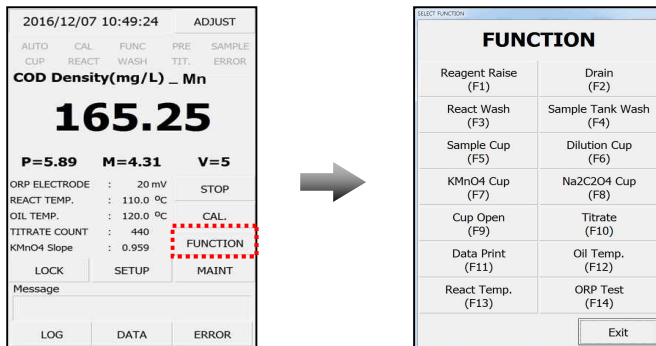 2016/12/07 10:49:24 ADJUST
AUTO CAL FUNC PRE SAMPLE
CUP REACT WASH TIT. ERROR
COD Density(mg/L) _ Mn
165.25
P=5.89 M=4.31 V=5
ORP ELECTRODE : 20 mV
REACT TEMP. : 110.0 ºC
OIL TEMP. : 120.0 ºC
TITRATE COUNT : 440
KMnO4 Slope : 0.959
STOP
CAL.
FUNCTION
LOCK SETUP MAINT
Message
LOG DATA ERROR
SELECT FUNCTION
FUNCTION
Reagent Raise
(F1)
Drain
(F2)
React Wash
(F3)
Sample Tank Wash
(F4)
Sample Cup
(F5)
Dilution Cup
(F6)
KMnO4 Cup
(F7)
Na2C2O4 Cup
(F8)
Cup Open
(F9)
Titrate
(F10)
Data Print
(F11)
Oil Temp.
(F12)
React Temp.
(F13)
ORP Test
(F14)
Exit